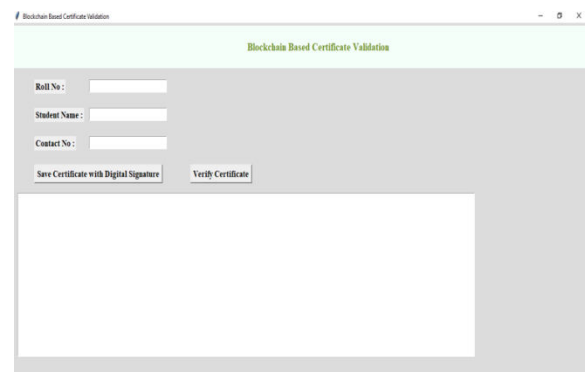 Blockchain Based Certificate Validation
Blockchain Based Certificate Validation
Roll No :
Student Name :
Contact No :
Save Certificate with Digital Signature Verify Certificate